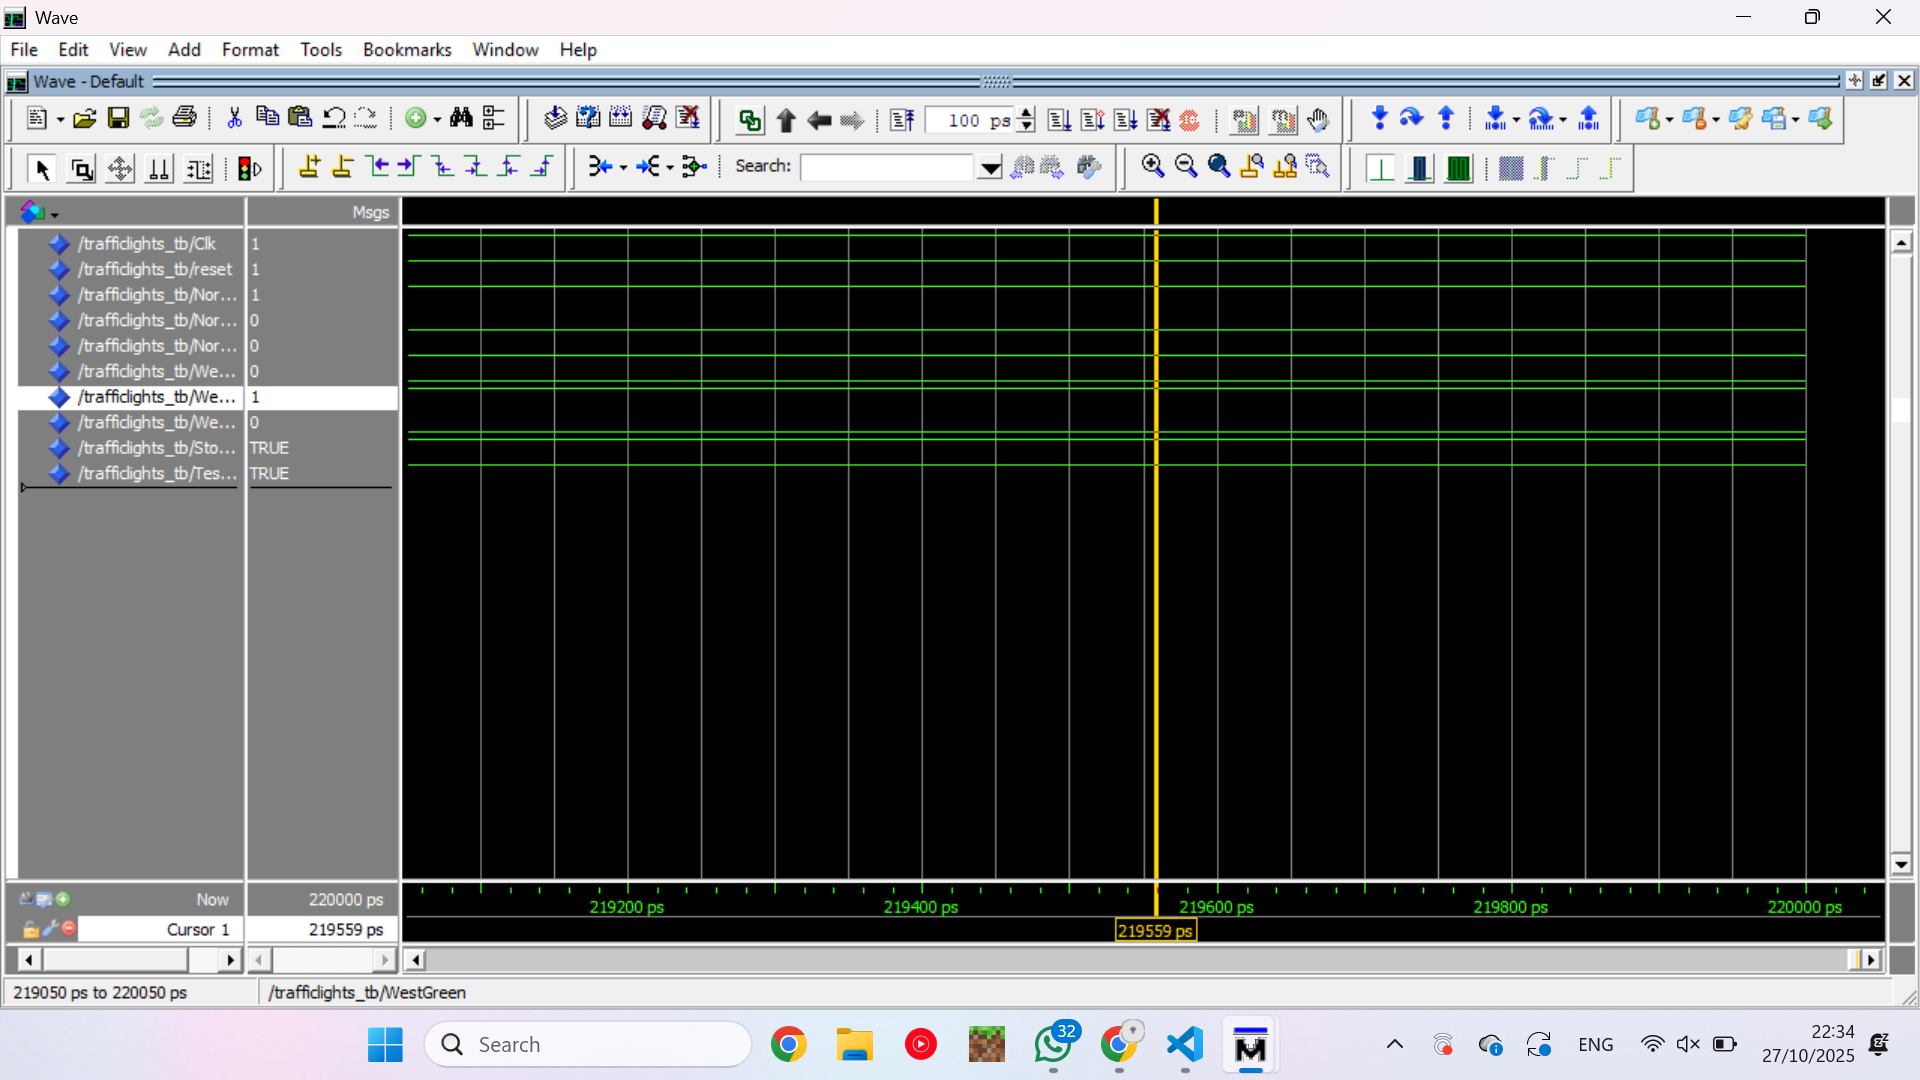 Wave
File Edit View Add Format Tools Bookmarks Window Help
Wave - Default
100 ps
Search:
Msgs
/trafficlights_tb/Clk 1
/trafficlights_tb/reset 1
/trafficlights_tb/Nor... 1
/trafficlights_tb/Nor... 0
/trafficlights_tb/Nor... 0
/trafficlights_tb/We... 0
/trafficlights_tb/We... 1
/trafficlights_tb/We... 0
/trafficlights_tb/Sto... TRUE
/trafficlights_tb/Tes... TRUE
Now 220000 ps
219200 ps 219400 ps 219600 ps 219800 ps 220000 ps
Cursor 1 219559 ps
219559 ps
219050 ps to 220050 ps /trafficlights_tb/WestGreen
Search
32
ENG
22:34
27/10/2025